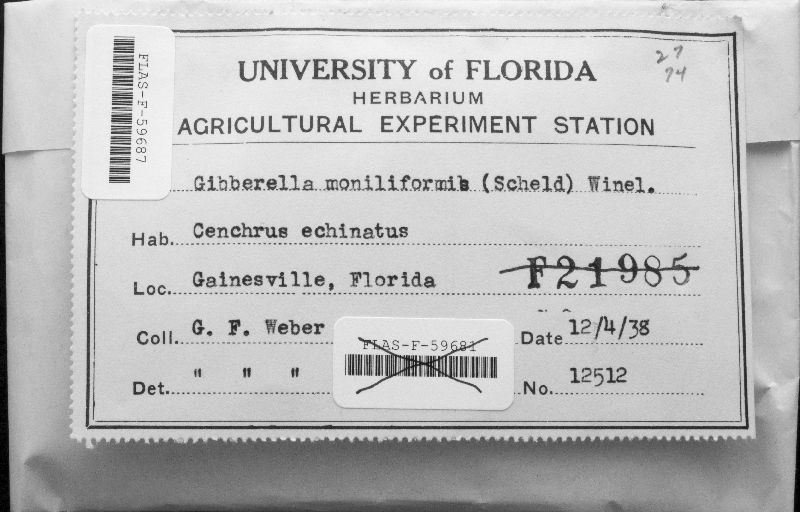 27
74
UNIVERSITY of FLORIDA
HERBARIUM
AGRICULTURAL EXPERIMENT STATION
FLAS-F-59687
Gibberella moniliformis (Scheld) Winel.
Hab. Cenchrus echinatus
Loc. Gainesville, Florida F21985
Coll. G. F. Weber Date 12/4/38
FLAS-F-59681
Det. " " " No. 12512